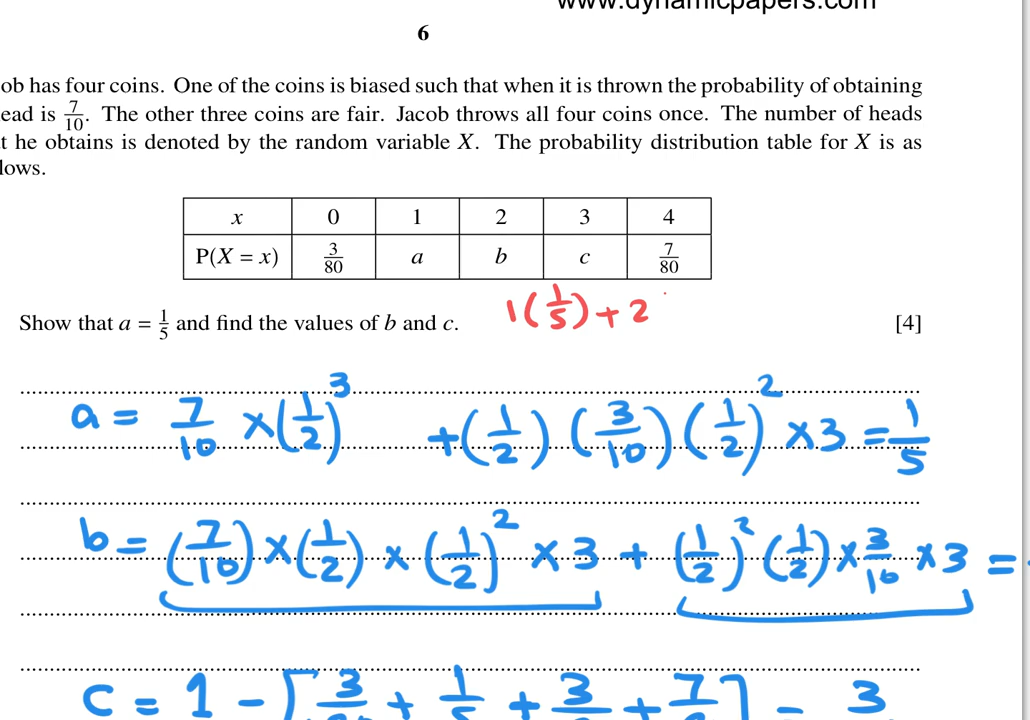 www.dynamicpapers.com
6
ob has four coins. One of the coins is biased such that when it is thrown the probability of obtaining
ead is 7/10. The other three coins are fair. Jacob throws all four coins once. The number of heads
t he obtains is denoted by the random variable X. The probability distribution table for X is as
lows.
x 0 1 2 3 4
P(X = x) 3/80 a b c 7/80
1(1/5) + 2
Show that a = 1/5 and find the values of b and c. [4]
a = 7/10 × (1/2)^3 + (1/2)(3/10)(1/2)^2 × 3 = 1/5
b = (7/10) × (1/2) × (1/2)^2 × 3 + (1/2)^2 (1/2) × 3/10 × 3 =
c = 1 - [3 + 1/5 + 3 + 7] = 3